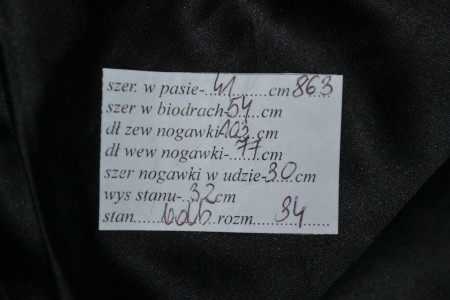 szer. w pasie-..41........cm 863
szer w biodrach-54..cm
dł zew nogawki 103..cm
dł wew nogawki-..77.cm
szer nogawki w udzie-30...cm
wys stanu-.32cm
stan......bdb..rozm.....34......